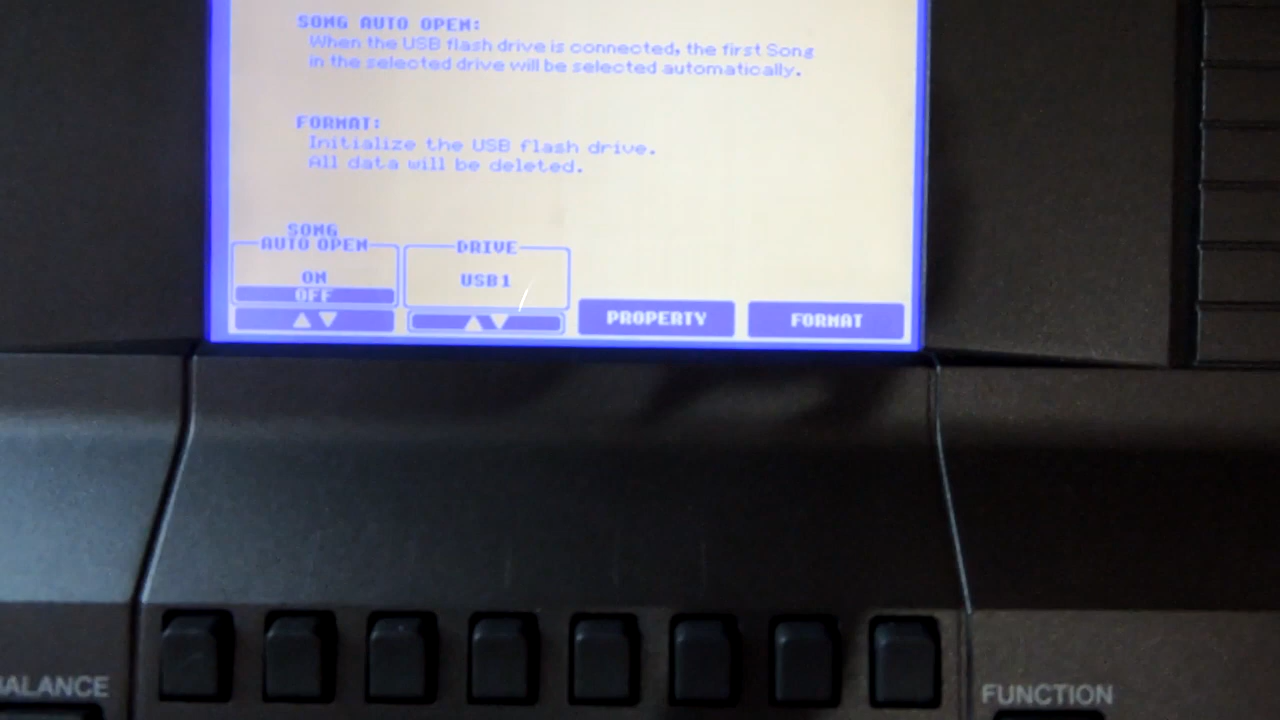 SONG AUTO OPEN:
When the USB flash drive is connected, the first Song
in the selected drive will be selected automatically.
FORMAT:
Initialize the USB flash drive.
All data will be deleted.
SONG
AUTO OPEN
ON
OFF
DRIVE
USB1
PROPERTY
FORMAT
BALANCE
FUNCTION